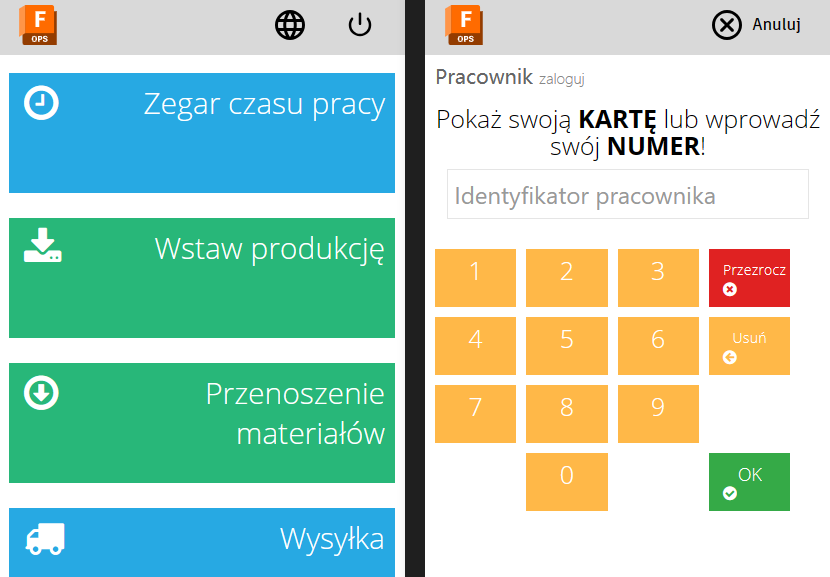 F
OPS
Zegar czasu pracy
Wstaw produkcję
Przenoszenie
materiałów
Wysyłka
F
OPS
Anuluj
Pracownik zaloguj
Pokaż swoją KARTĘ lub wprowadź
swój NUMER!
Identyfikator pracownika
1 2 3 Przezrocz
4 5 6 Usuń
7 8 9
0 OK